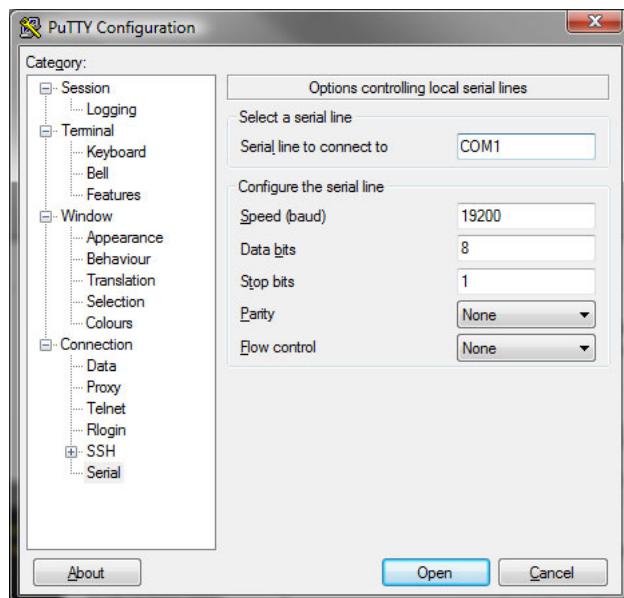 PuTTY Configuration
Category:
Session
Logging
Terminal
Keyboard
Bell
Features
Window
Appearance
Behaviour
Translation
Selection
Colours
Connection
Data
Proxy
Telnet
Rlogin
SSH
Serial
Options controlling local serial lines
Select a serial line
Serial line to connect to COM1
Configure the serial line
Speed (baud) 19200
Data bits 8
Stop bits 1
Parity None
Flow control None
About Open Cancel